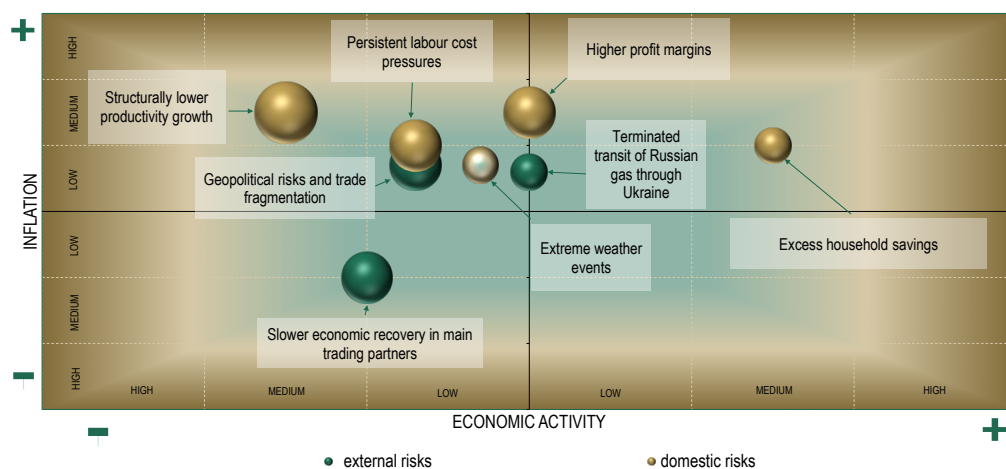 +
HIGH
Persistent labour cost
pressures
Higher profit margins
MEDIUM
Structurally lower
productivity growth
Terminated
transit of Russian
gas through
Ukraine
LOW
Geopolitical risks and trade
fragmentation
INFLATION
LOW
Extreme weather
events
Excess household savings
MEDIUM
Slower economic recovery in main
trading partners
-
HIGH
HIGH MEDIUM LOW LOW MEDIUM HIGH
ECONOMIC ACTIVITY
- +
external risks domestic risks